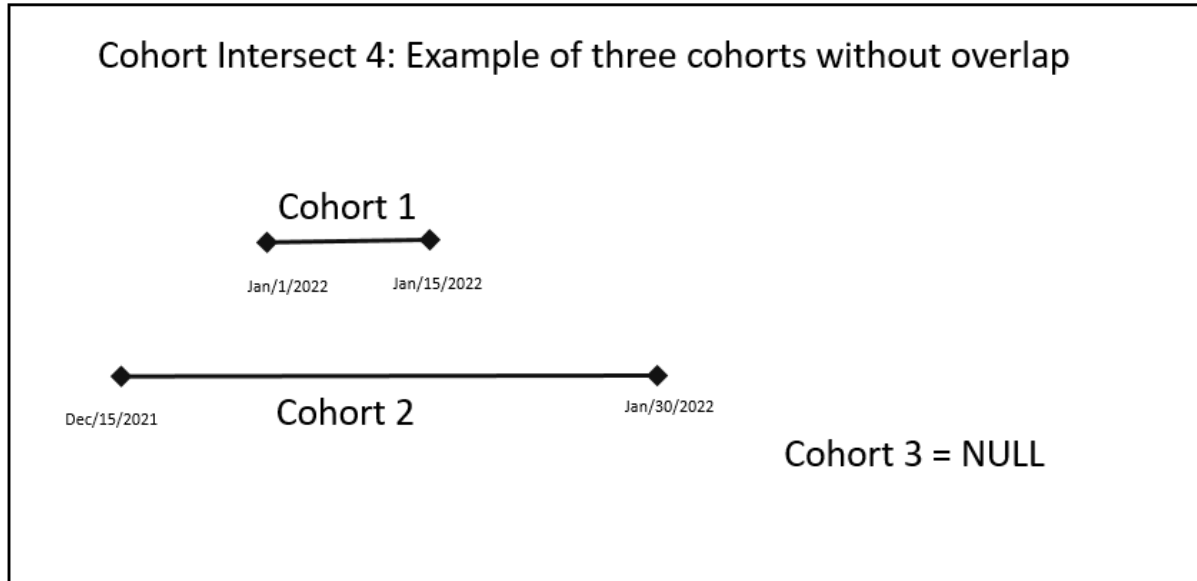 Cohort Intersect 4: Example of three cohorts without overlap
Cohort 1
Jan/1/2022
Jan/15/2022
Dec/15/2021
Cohort 2
Jan/30/2022
Cohort 3 = NULL